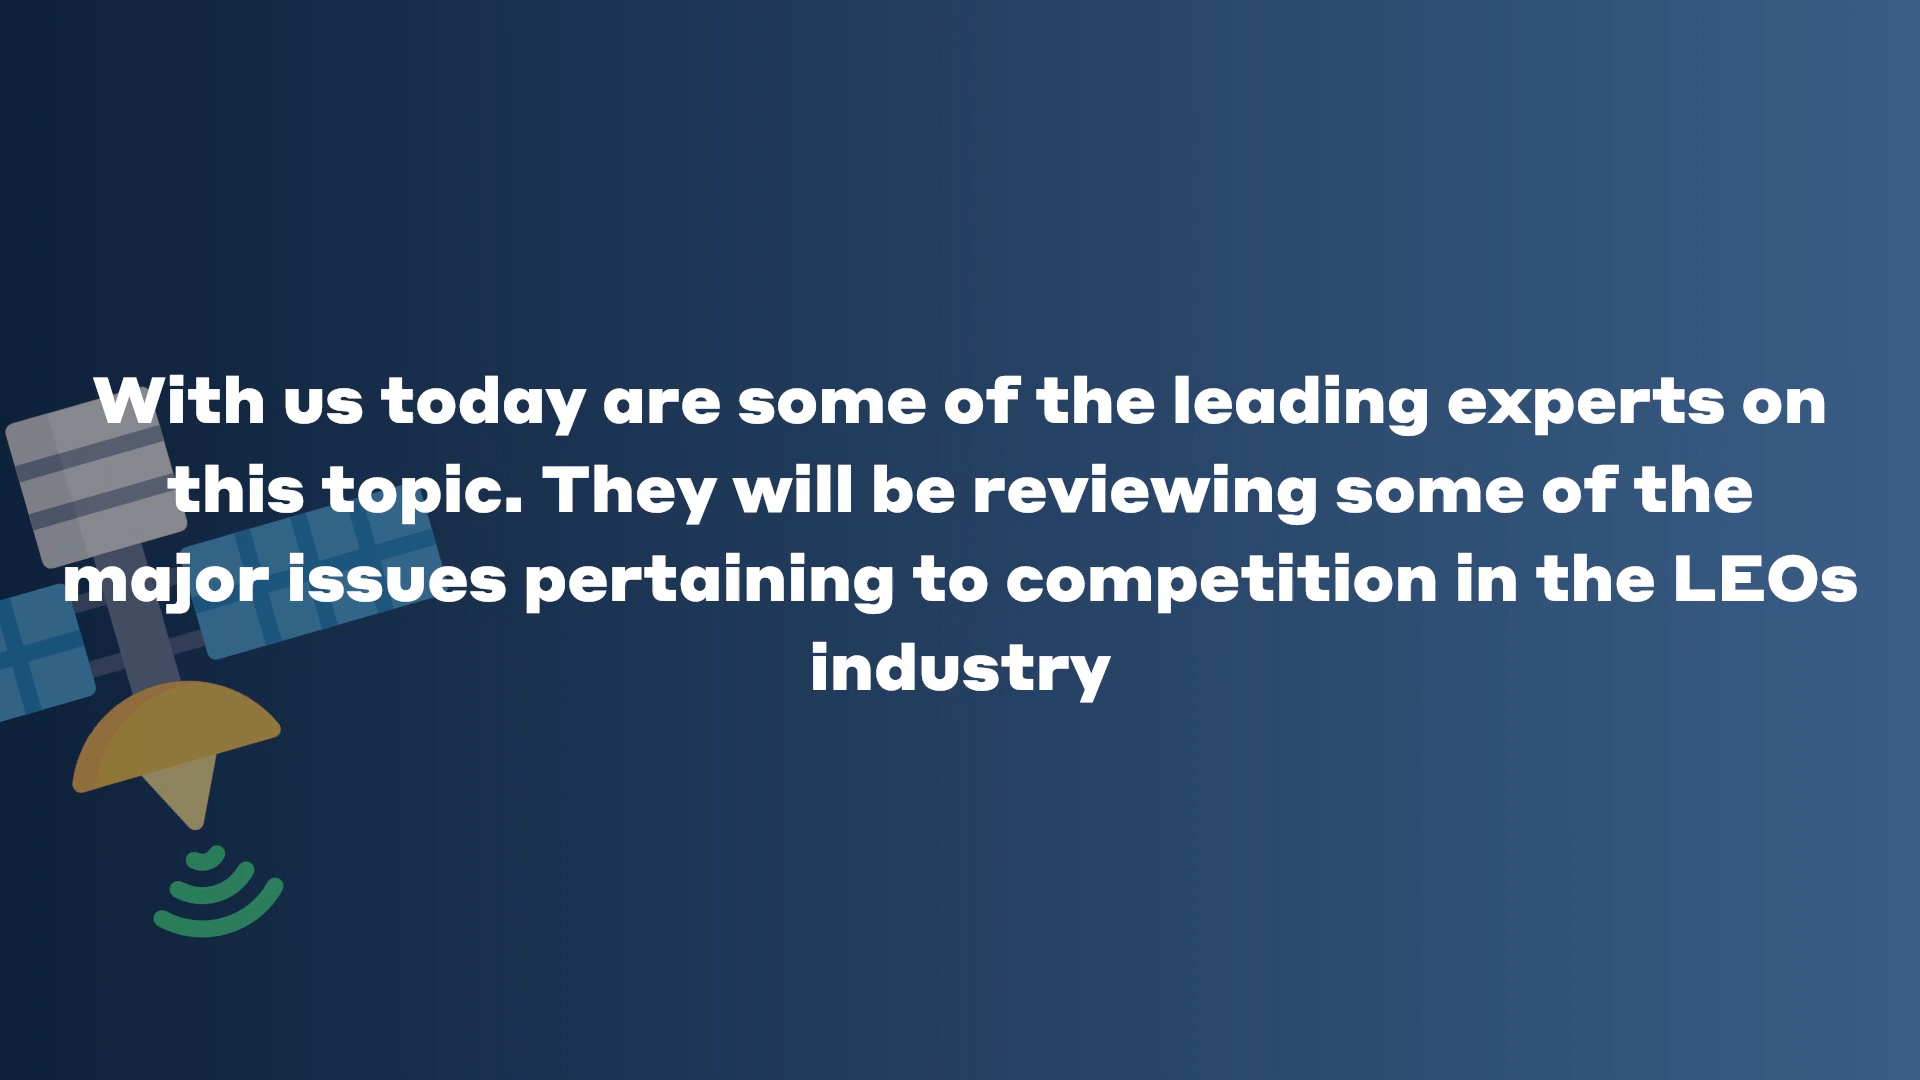 With us today are some of the leading experts on
this topic. They will be reviewing some of the
major issues pertaining to competition in the LEOs
industry